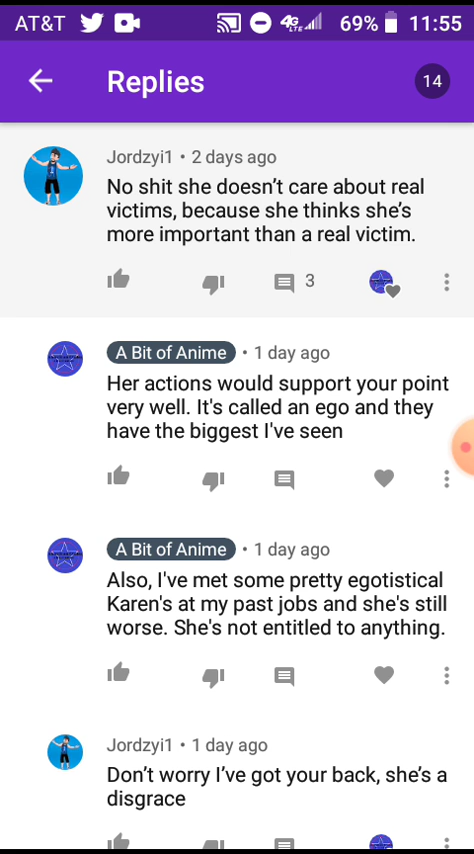 AT&T 4G LTE 69% 11:55
Replies 14
Jordzyi1 • 2 days ago
No shit she doesn’t care about real
victims, because she thinks she’s
more important than a real victim.
3
A Bit of Anime • 1 day ago
Her actions would support your point
very well. It's called an ego and they
have the biggest I've seen
A Bit of Anime • 1 day ago
Also, I've met some pretty egotistical
Karen's at my past jobs and she's still
worse. She's not entitled to anything.
Jordzyi1 • 1 day ago
Don’t worry I’ve got your back, she’s a
disgrace